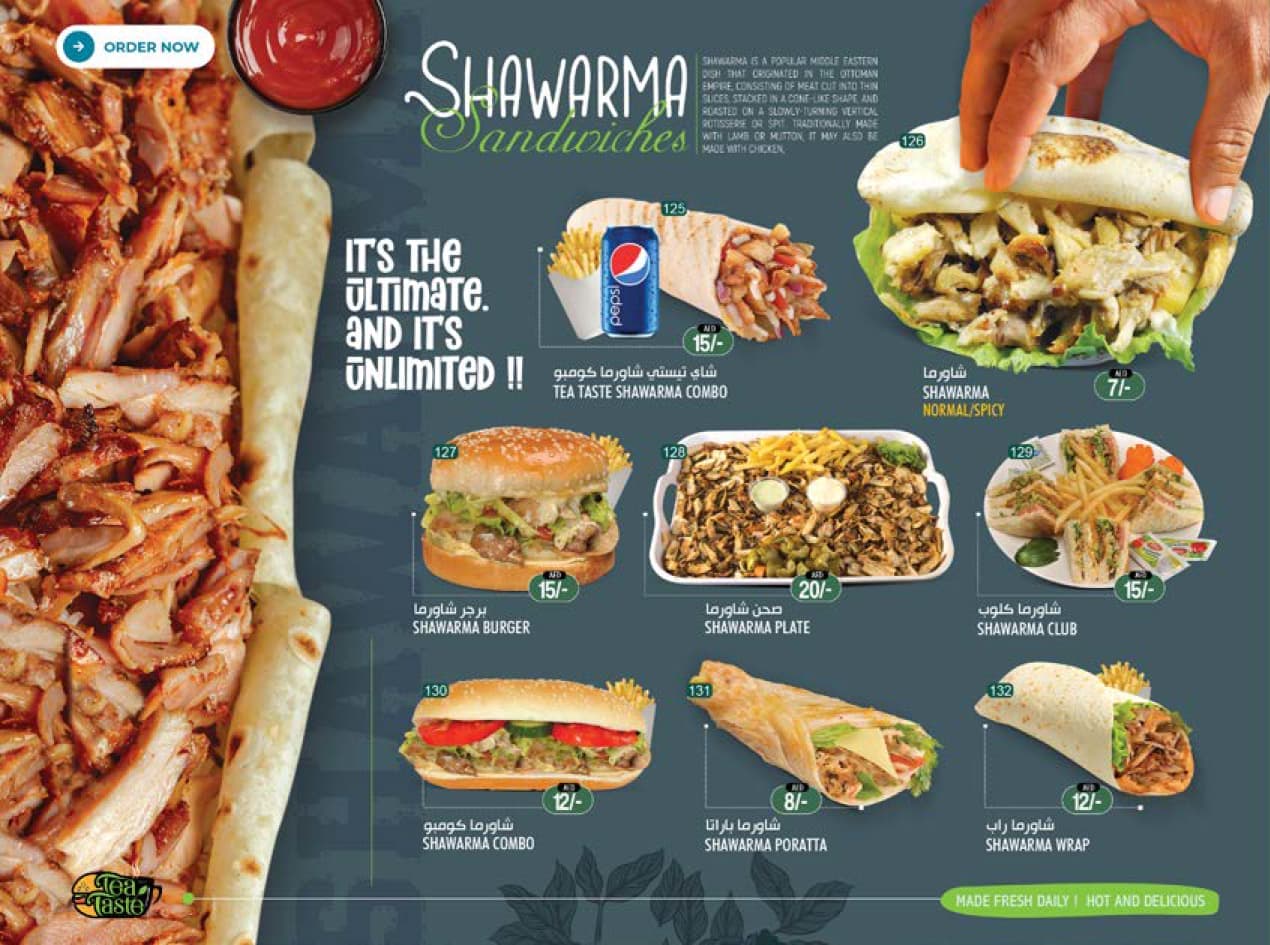 ORDER NOW
SHAWARMA
Sandwiches
SHAWARMA IS A POPULAR MIDDLE EASTERN
DISH THAT ORIGINATED IN THE OTTOMAN
EMPIRE, CONSISTING OF MEAT CUT INTO THIN
SLICES, STACKED IN A CONE-LIKE SHAPE, AND
ROASTED ON A SLOWLY-TURNING VERTICAL
ROTISSERIE OR SPIT. TRADITIONALLY MADE
WITH LAMB OR MUTTON, IT MAY ALSO BE
MADE WITH CHICKEN.
IT'S THE
ULTIMATE.
AND IT'S
UNLIMITED !!
125
pepsi
AED
15/-
شاي تيستي شاورما كومبو
TEA TASTE SHAWARMA COMBO
126
AED
7/-
شاورما
SHAWARMA
NORMAL/SPICY
127
AED
15/-
برجر شاورما
SHAWARMA BURGER
128
AED
20/-
صحن شاورما
SHAWARMA PLATE
129
AED
15/-
شاورما كلوب
SHAWARMA CLUB
130
AED
12/-
شاورما كومبو
SHAWARMA COMBO
131
AED
8/-
شاورما باراتا
SHAWARMA PORATTA
132
AED
12/-
شاورما راب
SHAWARMA WRAP
Tea
Taste
MADE FRESH DAILY ! HOT AND DELICIOUS
SHAWARMA